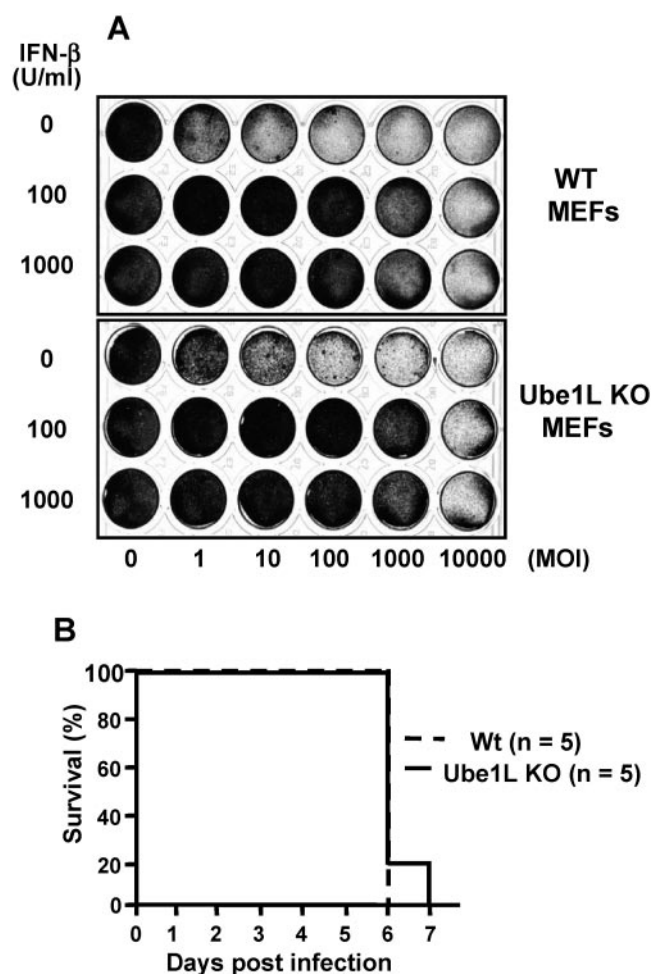 A
IFN-β
(U/ml)
0
100
1000
WT
MEFs
0
100
1000
Ube1L KO
MEFs
0 1 10 100 1000 10000 (MOI)
B
100
80
60
40
20
0
Survival (%)
Wt (n = 5)
Ube1L KO (n = 5)
0 1 2 3 4 5 6 7
Days post infection